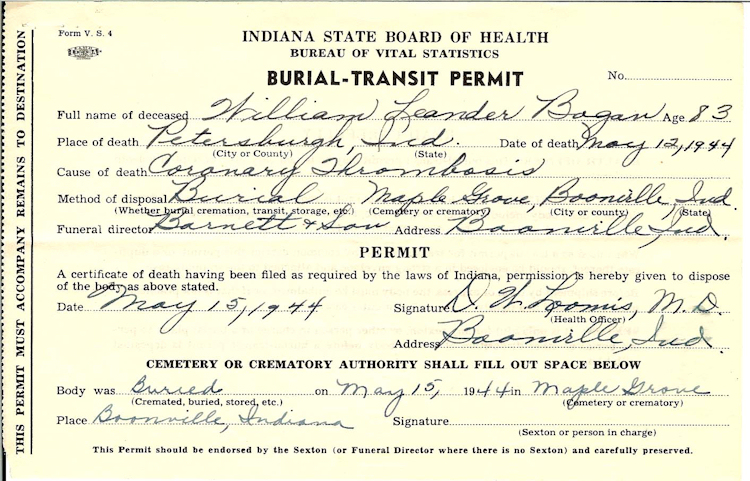 Form V. S. 4
INDIANA STATE BOARD OF HEALTH
BUREAU OF VITAL STATISTICS
BURIAL-TRANSIT PERMIT
No.
Full name of deceased William Leander Bogan Age 83
Place of death Petersburgh, Ind. Date of death May 12, 1944
(City or County) (State)
Cause of death Coronary Thrombosis
Method of disposal Burial Maple Grove, Boonville Ind.
(Whether burial cremation, transit, storage, etc.) (Cemetery or crematory) (City or county) (State)
Funeral director Barnett & Son Address Boonville, Ind.
PERMIT
A certificate of death having been filed as required by the laws of Indiana, permission is hereby given to dispose
of the body as above stated.
Date May 15, 1944 Signature D. W. Loomis, M. D.
(Health Officer)
Address Boonville, Ind.
CEMETERY OR CREMATORY AUTHORITY SHALL FILL OUT SPACE BELOW
Body was Buried on May 15, 1944 in Maple Grove
(Cremated, buried, stored, etc.) (Cemetery or crematory)
Place Boonville, Indiana Signature
(Sexton or person in charge)
This Permit should be endorsed by the Sexton (or Funeral Director where there is no Sexton) and carefully preserved.
THIS PERMIT MUST ACCOMPANY REMAINS TO DESTINATION